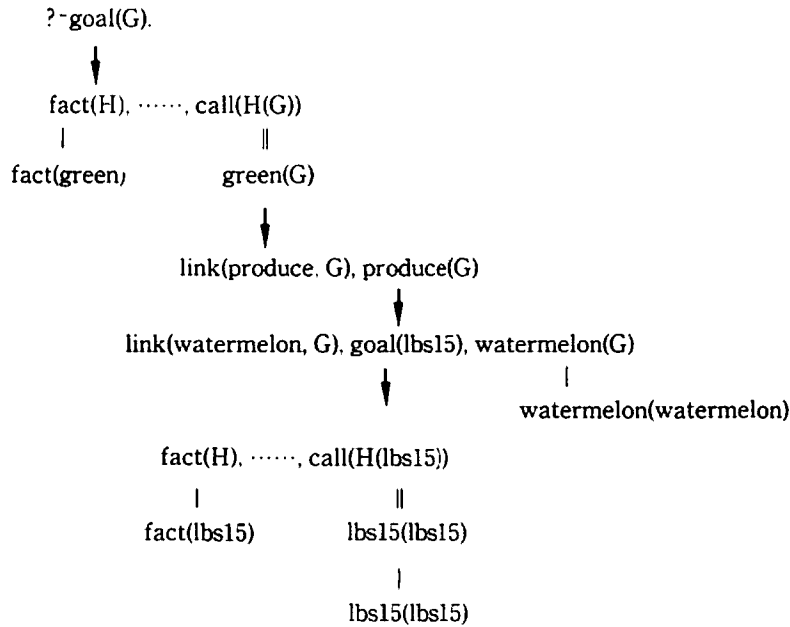 ?-goal(G).
fact(H), ······, call(H(G))
fact(green) green(G)
link(produce, G), produce(G)
link(watermelon, G), goal(lbs15), watermelon(G)
watermelon(watermelon)
fact(H), ······, call(H(lbs15))
fact(lbs15) lbs15(lbs15)
lbs15(lbs15)